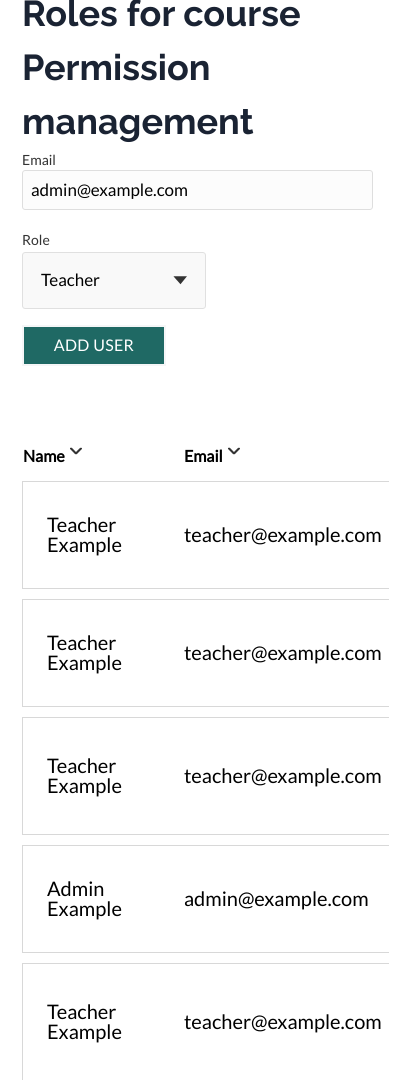 Roles for course
Permission
management
Email
admin@example.com
Role
Teacher
ADD USER
Name Email
Teacher
Example
teacher@example.com
Teacher
Example
teacher@example.com
Teacher
Example
teacher@example.com
Admin
Example
admin@example.com
Teacher
Example
teacher@example.com